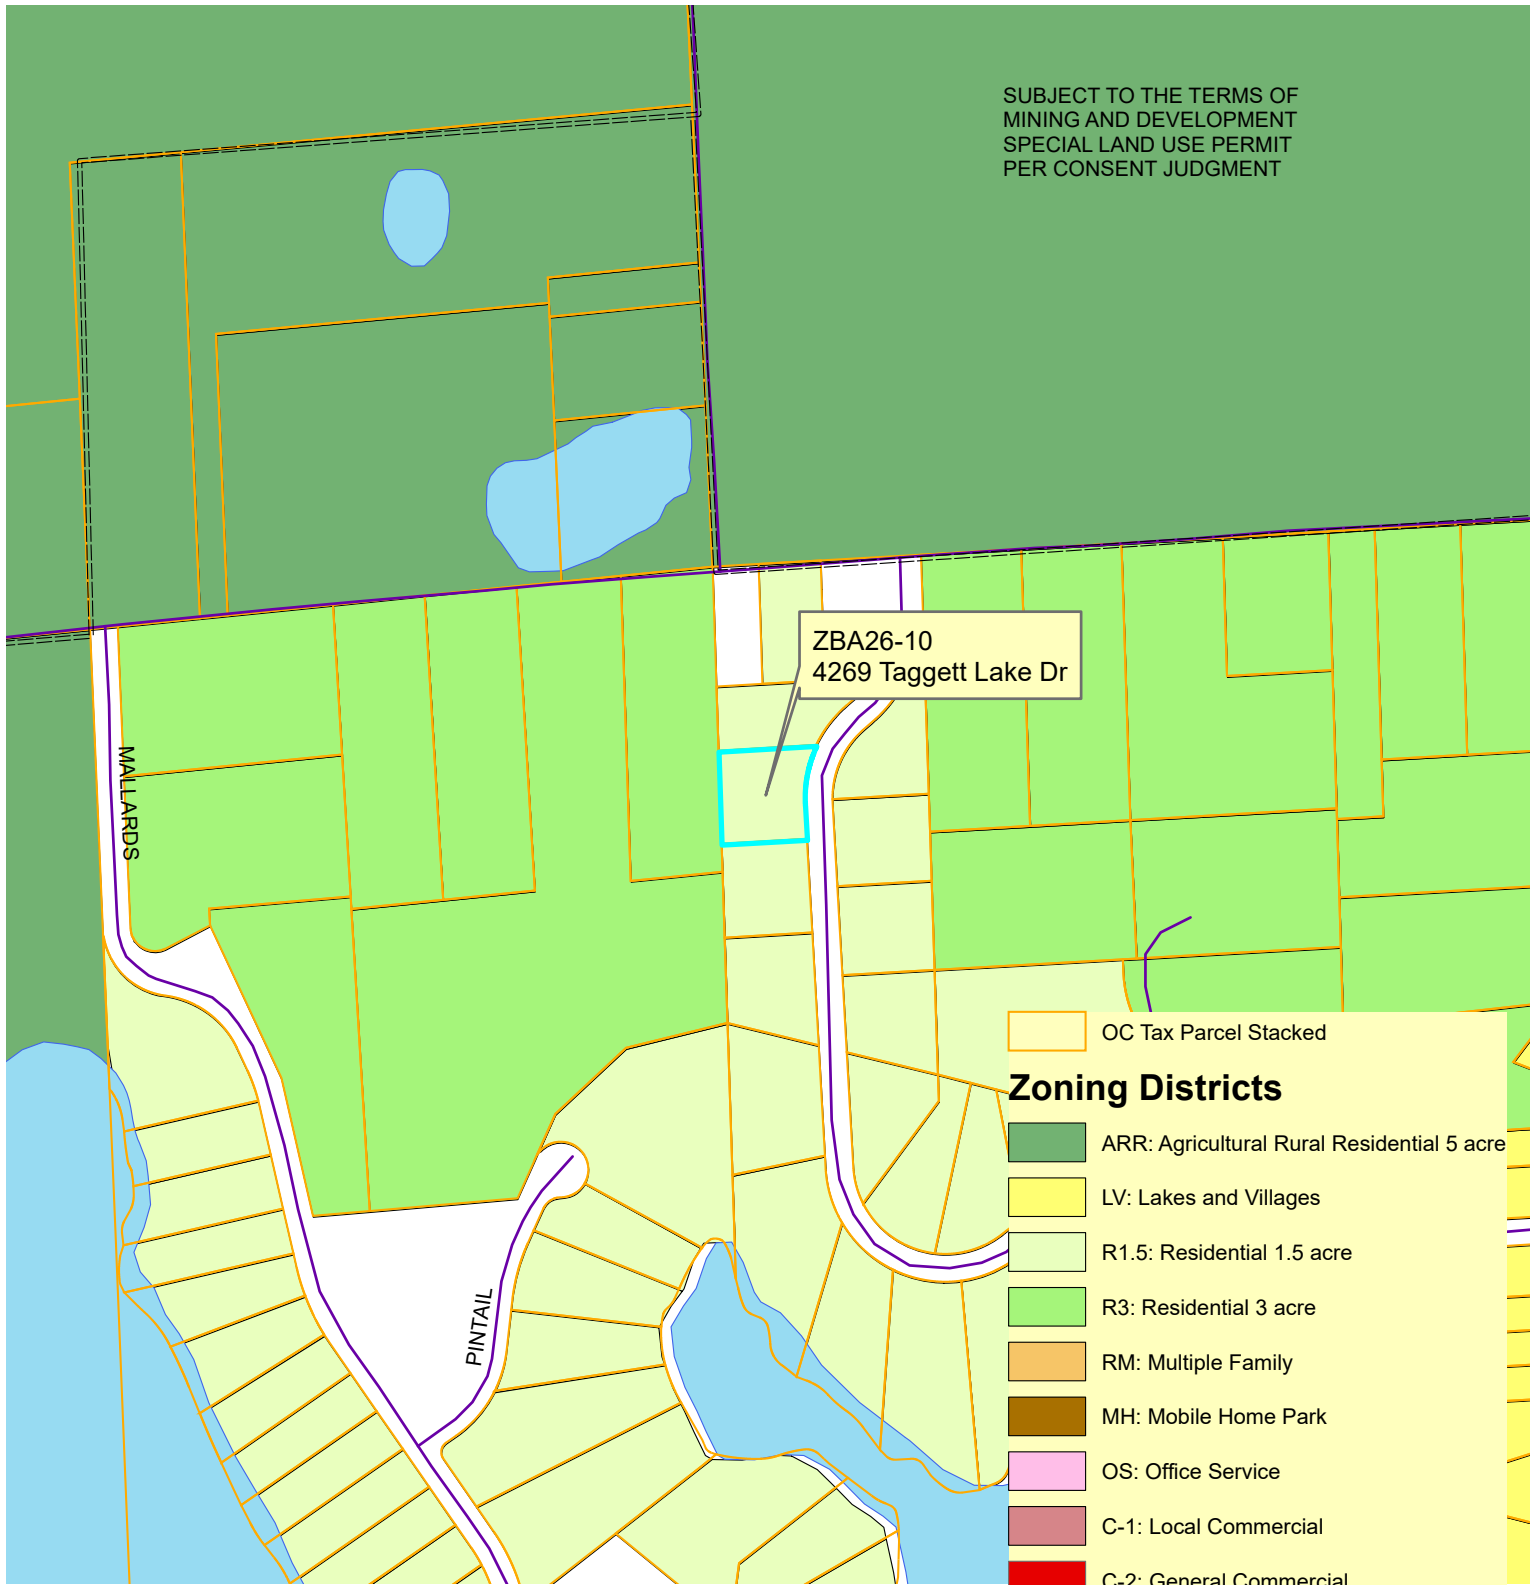 SUBJECT TO THE TERMS OF
MINING AND DEVELOPMENT
SPECIAL LAND USE PERMIT
PER CONSENT JUDGMENT
ZBA26-10
4269 Taggett Lake Dr
MALLARDS
PINTAIL
OC Tax Parcel Stacked
Zoning Districts
ARR: Agricultural Rural Residential 5 acre
LV: Lakes and Villages
R1.5: Residential 1.5 acre
R3: Residential 3 acre
RM: Multiple Family
MH: Mobile Home Park
OS: Office Service
C-1: Local Commercial
C-2: General Commercial